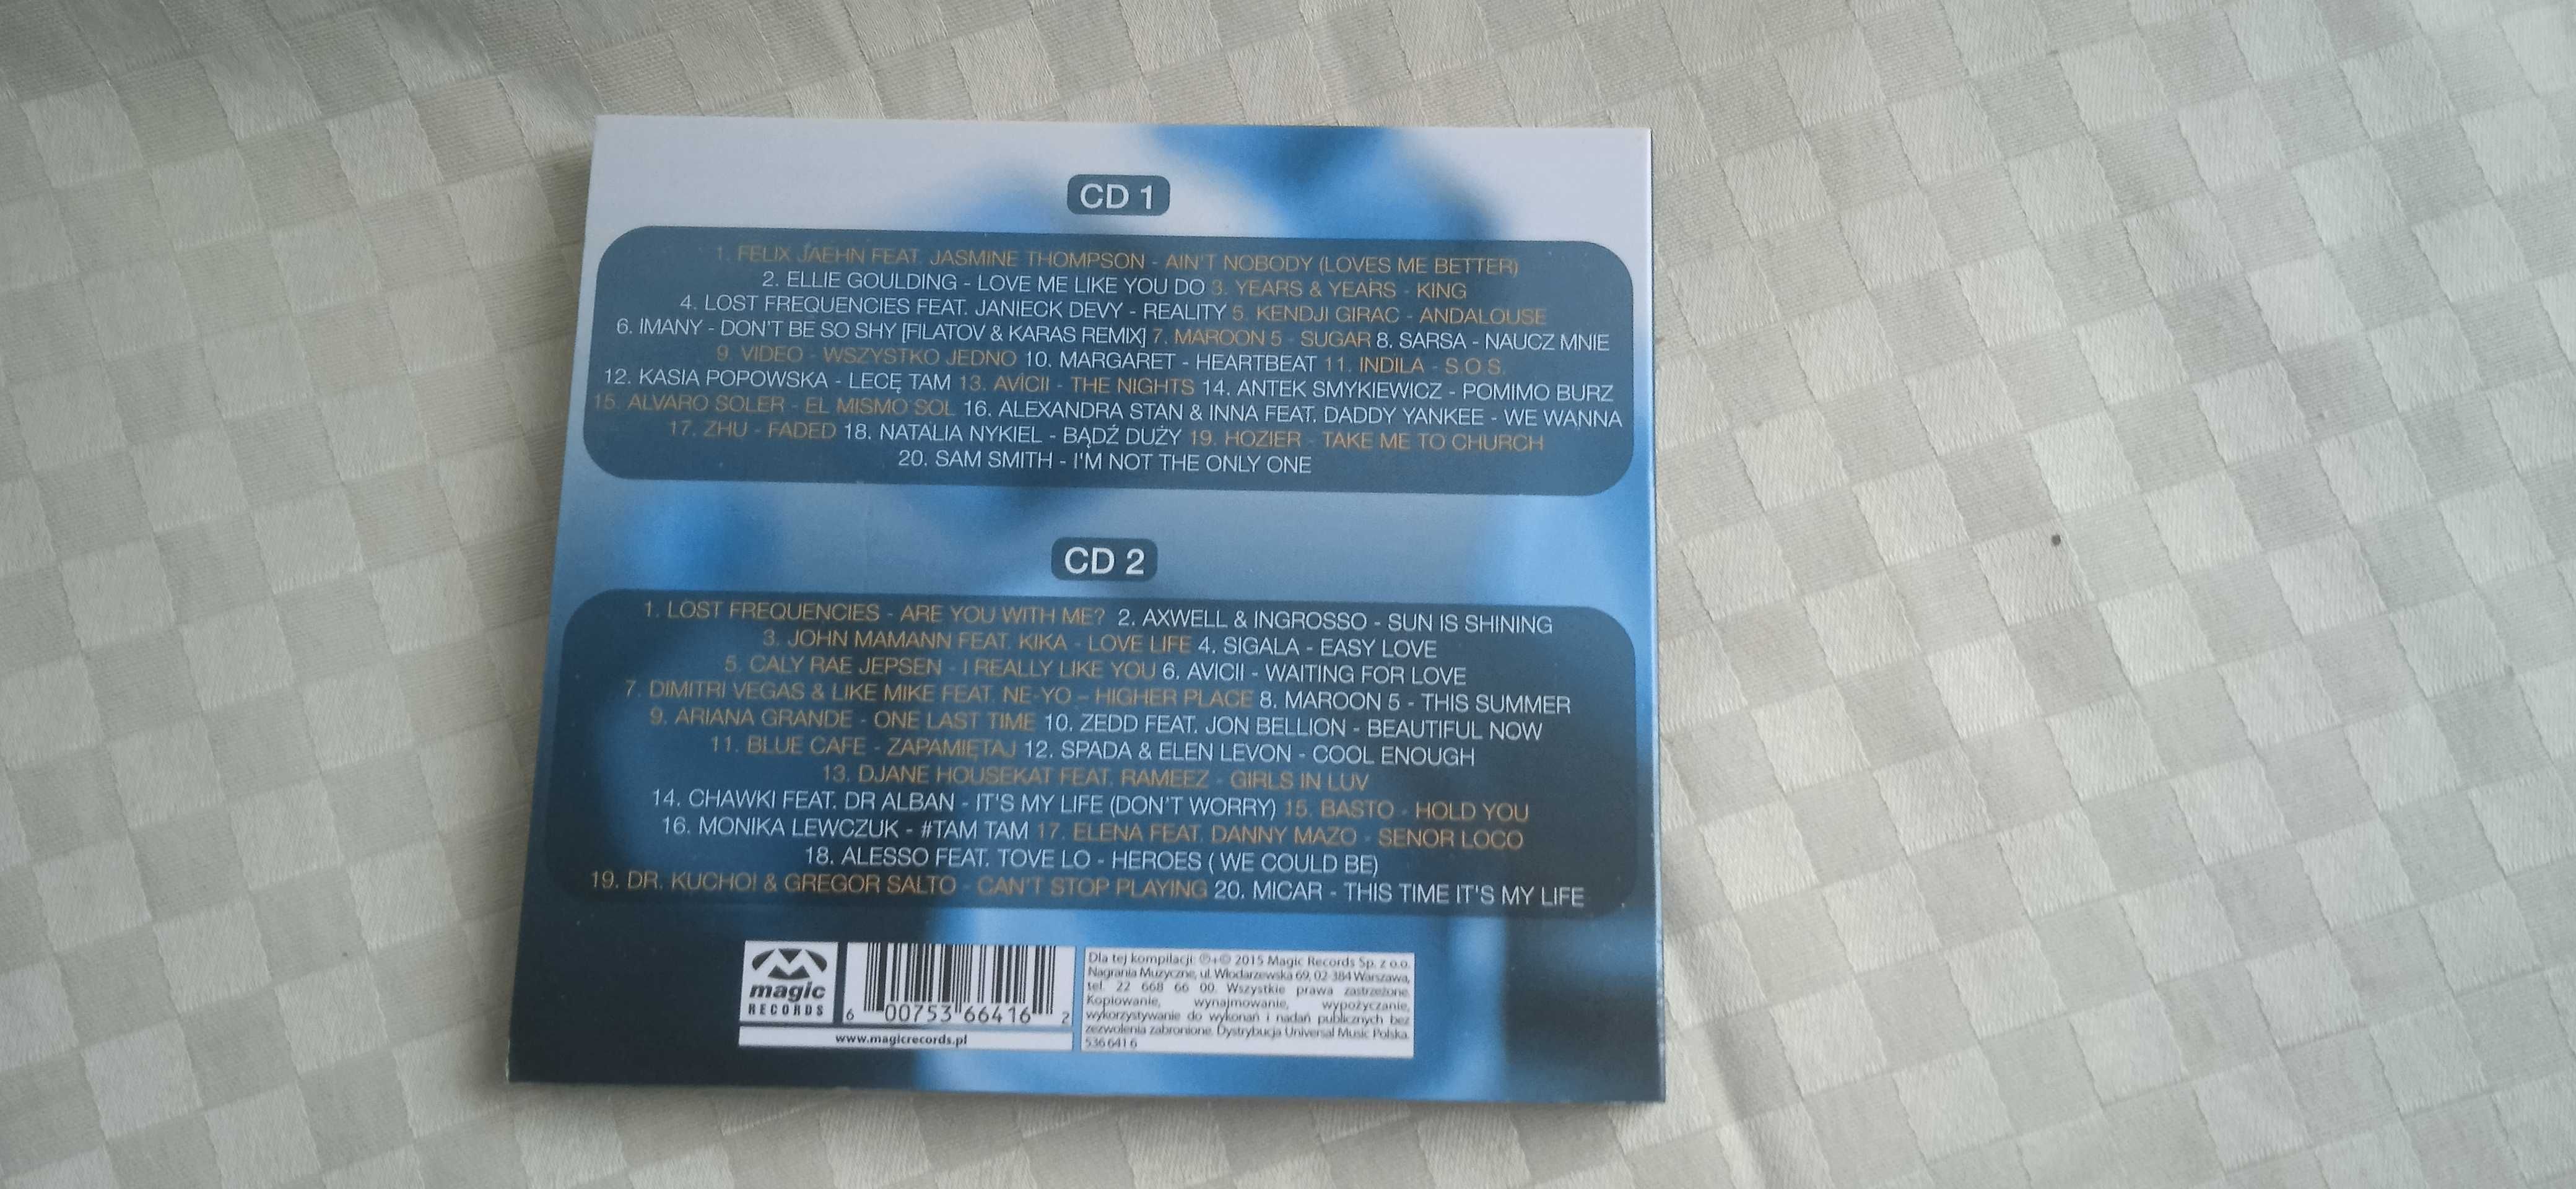 CD 1
1. FELIX JAEHN FEAT. JASMINE THOMPSON - AIN'T NOBODY (LOVES ME BETTER)
2. ELLIE GOULDING - LOVE ME LIKE YOU DO 3. YEARS & YEARS - KING
4. LOST FREQUENCIES FEAT. JANIECK DEVY - REALITY 5. KENDJI GIRAC - ANDALOUSE
6. IMANY - DON'T BE SO SHY [FILATOV & KARAS REMIX] 7. MAROON 5 - SUGAR 8. SARSA - NAUCZ MNIE
9. VIDEO - WSZYSTKO JEDNO 10. MARGARET - HEARTBEAT 11. INDILA - S.O.S.
12. KASIA POPOWSKA - LECĘ TAM 13. AVICII - THE NIGHTS 14. ANTEK SMYKIEWICZ - POMIMO BURZ
15. ALVARO SOLER - EL MISMO SOL 16. ALEXANDRA STAN & INNA FEAT. DADDY YANKEE - WE WANNA
17. ZHU - FADED 18. NATALIA NYKIEL - BĄDŹ DUŻY 19. HOZIER - TAKE ME TO CHURCH
20. SAM SMITH - I'M NOT THE ONLY ONE
CD 2
1. LOST FREQUENCIES - ARE YOU WITH ME? 2. AXWELL & INGROSSO - SUN IS SHINING
3. JOHN MAMANN FEAT. KIKA - LOVE LIFE 4. SIGALA - EASY LOVE
5. CALY RAE JEPSEN - I REALLY LIKE YOU 6. AVICII - WAITING FOR LOVE
7. DIMITRI VEGAS & LIKE MIKE FEAT. NE-YO – HIGHER PLACE 8. MAROON 5 - THIS SUMMER
9. ARIANA GRANDE - ONE LAST TIME 10. ZEDD FEAT. JON BELLION - BEAUTIFUL NOW
11. BLUE CAFE - ZAPAMIĘTAJ 12. SPADA & ELEN LEVON - COOL ENOUGH
13. DJANE HOUSEKAT FEAT. RAMEEZ - GIRLS IN LUV
14. CHAWKI FEAT. DR ALBAN - IT'S MY LIFE (DON'T WORRY) 15. BASTO - HOLD YOU
16. MONIKA LEWCZUK - #TAM TAM 17. ELENA FEAT. DANNY MAZO - SENOR LOCO
18. ALESSO FEAT. TOVE LO - HEROES ( WE COULD BE)
19. DR. KUCHO! & GREGOR SALTO - CAN'T STOP PLAYING 20. MICAR - THIS TIME IT'S MY LIFE
magic
RECORDS
6 00753 66416 2
www.magicrecords.pl
Dla tej kompilacji: ℗+© 2015 Magic Records Sp. z o.o.
Nagrania Muzyczne, ul. Włodarzewska 69, 02-384 Warszawa,
tel. 22 668 66 00. Wszystkie prawa zastrzeżone.
Kopiowanie, wynajmowanie, wypożyczanie,
wykorzystywanie do wykonań i nadań publicznych bez
zezwolenia zabronione. Dystrybucja Universal Music Polska.
536 641 6